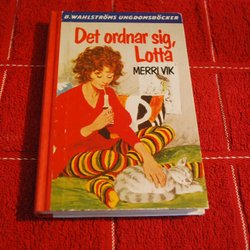 B. WAHLSTRÖMS UNGDOMSBÖCKER
Det ordnar sig,
Lotta
MERRI VIK